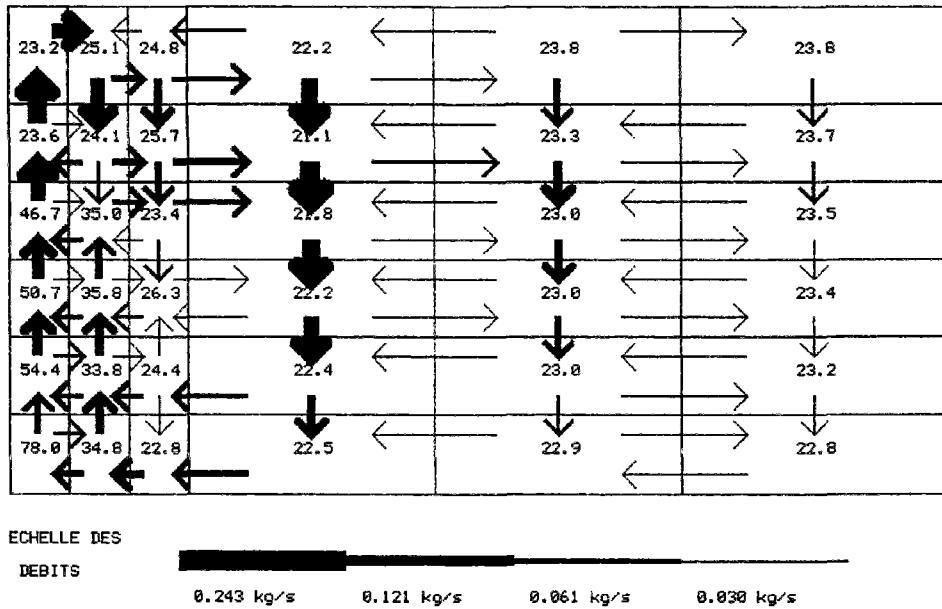 23.2 25.1 24.8 22.2 23.8 23.8
23.6 24.1 25.7 21.1 23.3 23.7
46.7 35.0 23.4 21.8 23.0 23.5
50.7 35.8 26.3 22.2 23.0 23.4
54.4 33.8 24.4 22.4 23.0 23.2
78.0 34.8 22.8 22.5 22.9 22.8
ECHELLE DES
DEBITS
0.243 kg/s 0.121 kg/s 0.061 kg/s 0.030 kg/s